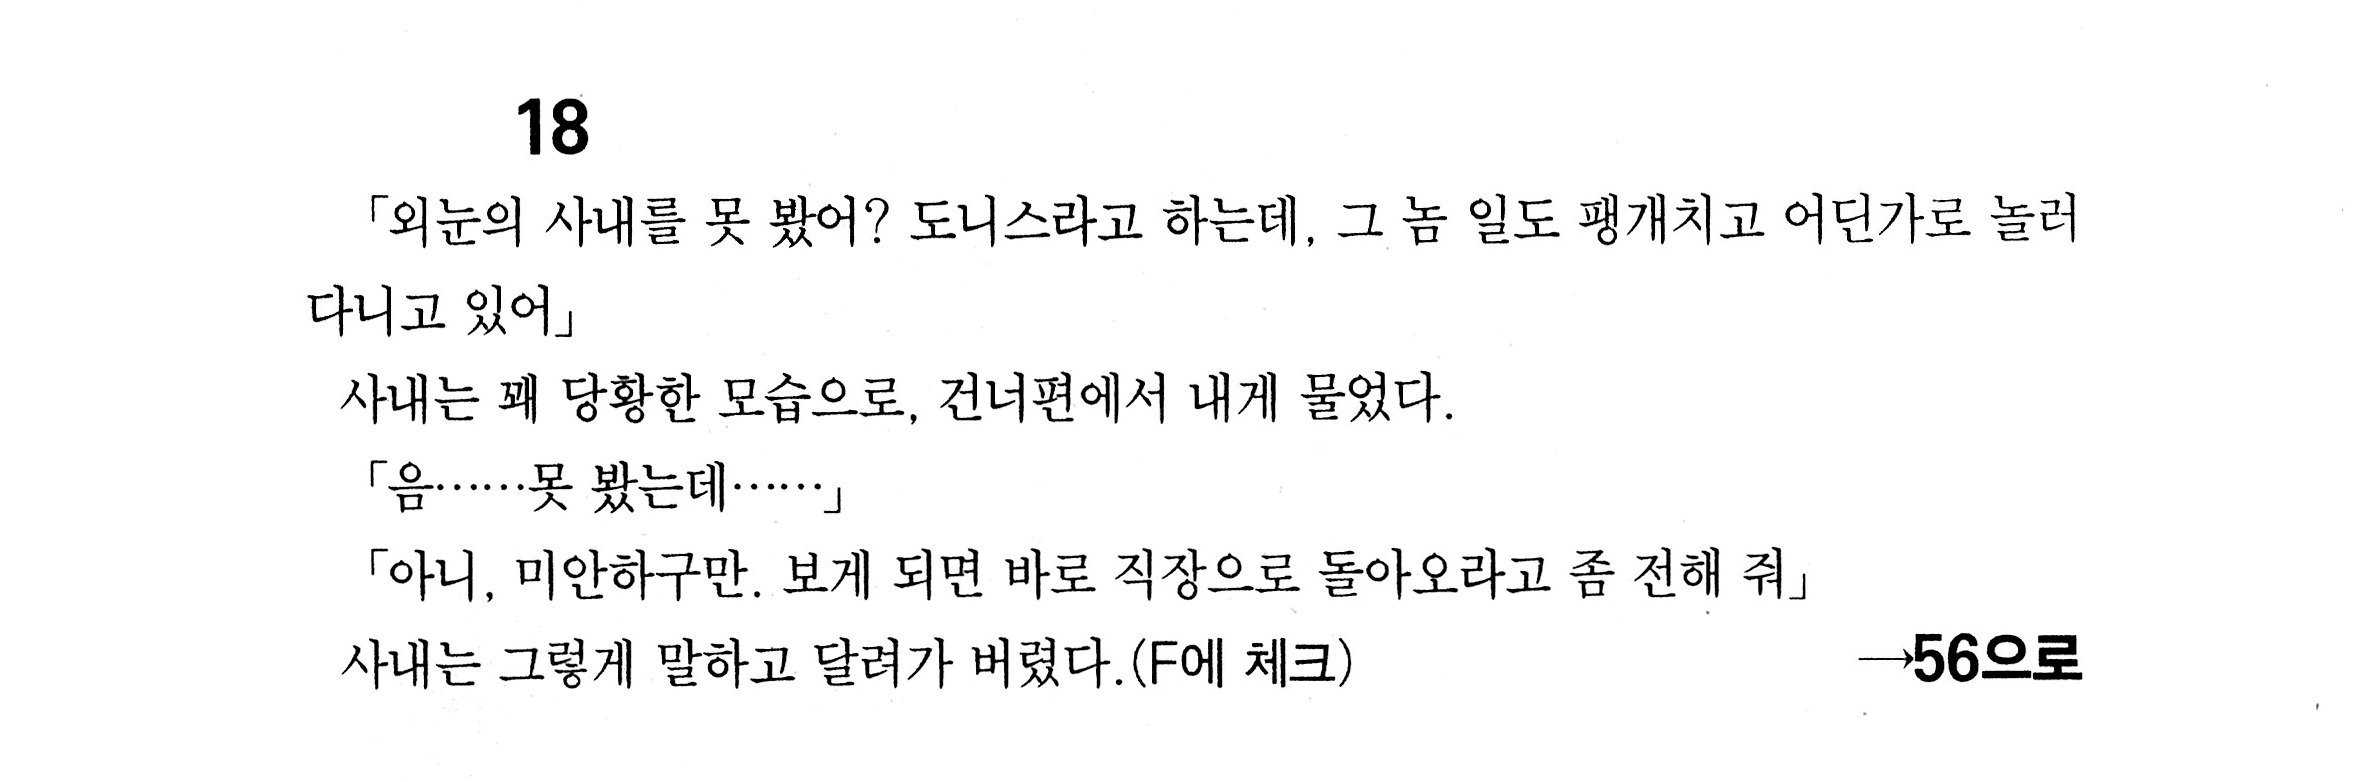 18
「외눈의 사내를 못 봤어? 도니스라고 하는데, 그 놈 일도 팽개치고 어딘가로 놀러
다니고 있어」
사내는 꽤 당황한 모습으로, 건너편에서 내게 물었다.
「음……못 봤는데……」
「아니, 미안하구만. 보게 되면 바로 직장으로 돌아오라고 좀 전해 줘」
사내는 그렇게 말하고 달려가 버렸다.(F에 체크) →56으로